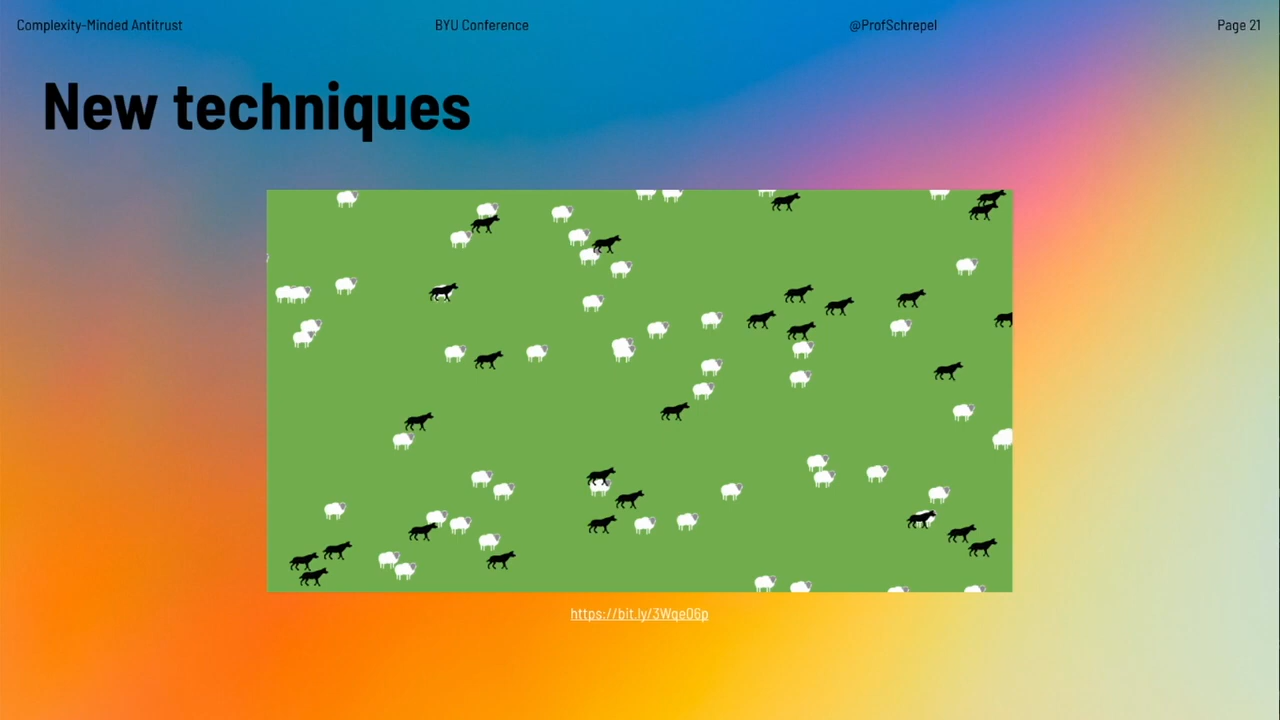 Complexity-Minded Antitrust
BYU Conference
@ProfSchrepel
Page 21
New techniques
https://bit.ly/3Wqe06p